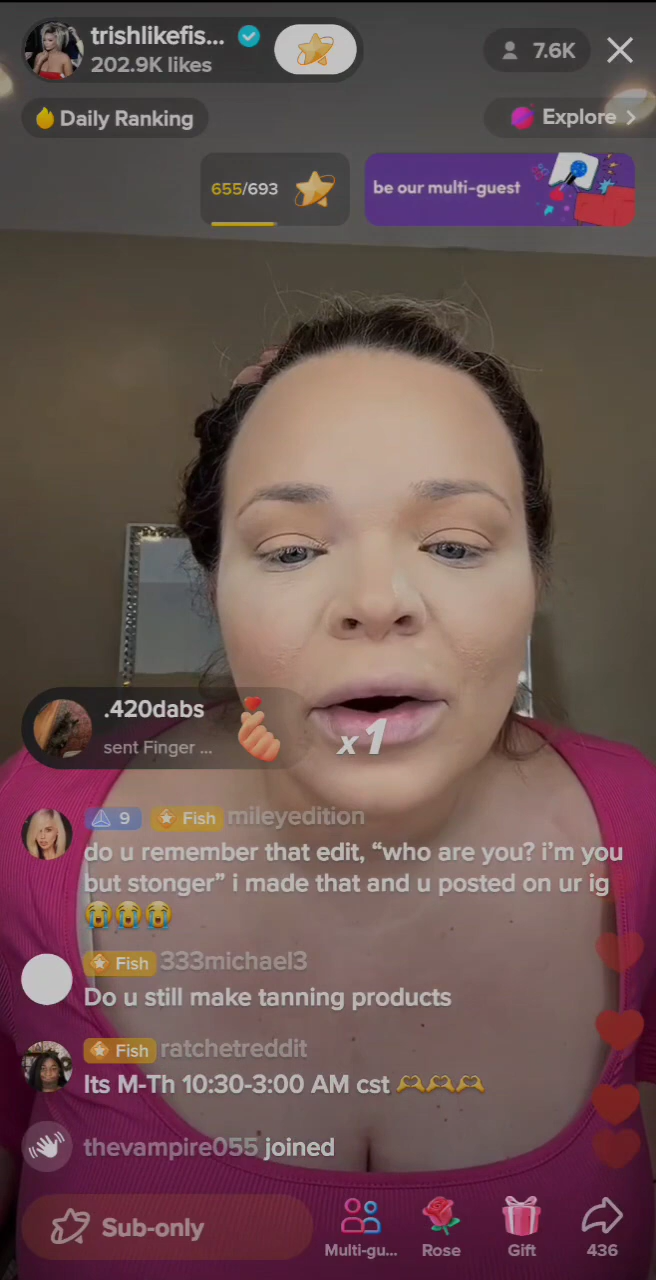 trishlikefis...
202.9K likes
7.6K
Daily Ranking
Explore >
655/693
be our multi-guest
.420dabs
sent Finger ...
x1
9 Fish mileyedition
do u remember that edit, “who are you? i’m you
but stonger” i made that and u posted on ur ig
😭😭😭
Fish 333michael3
Do u still make tanning products
Fish ratchetreddit
Its M-Th 10:30-3:00 AM cst 🫶🫶🫶
thevampire055 joined
Sub-only
Multi-gu...
Rose
Gift
436